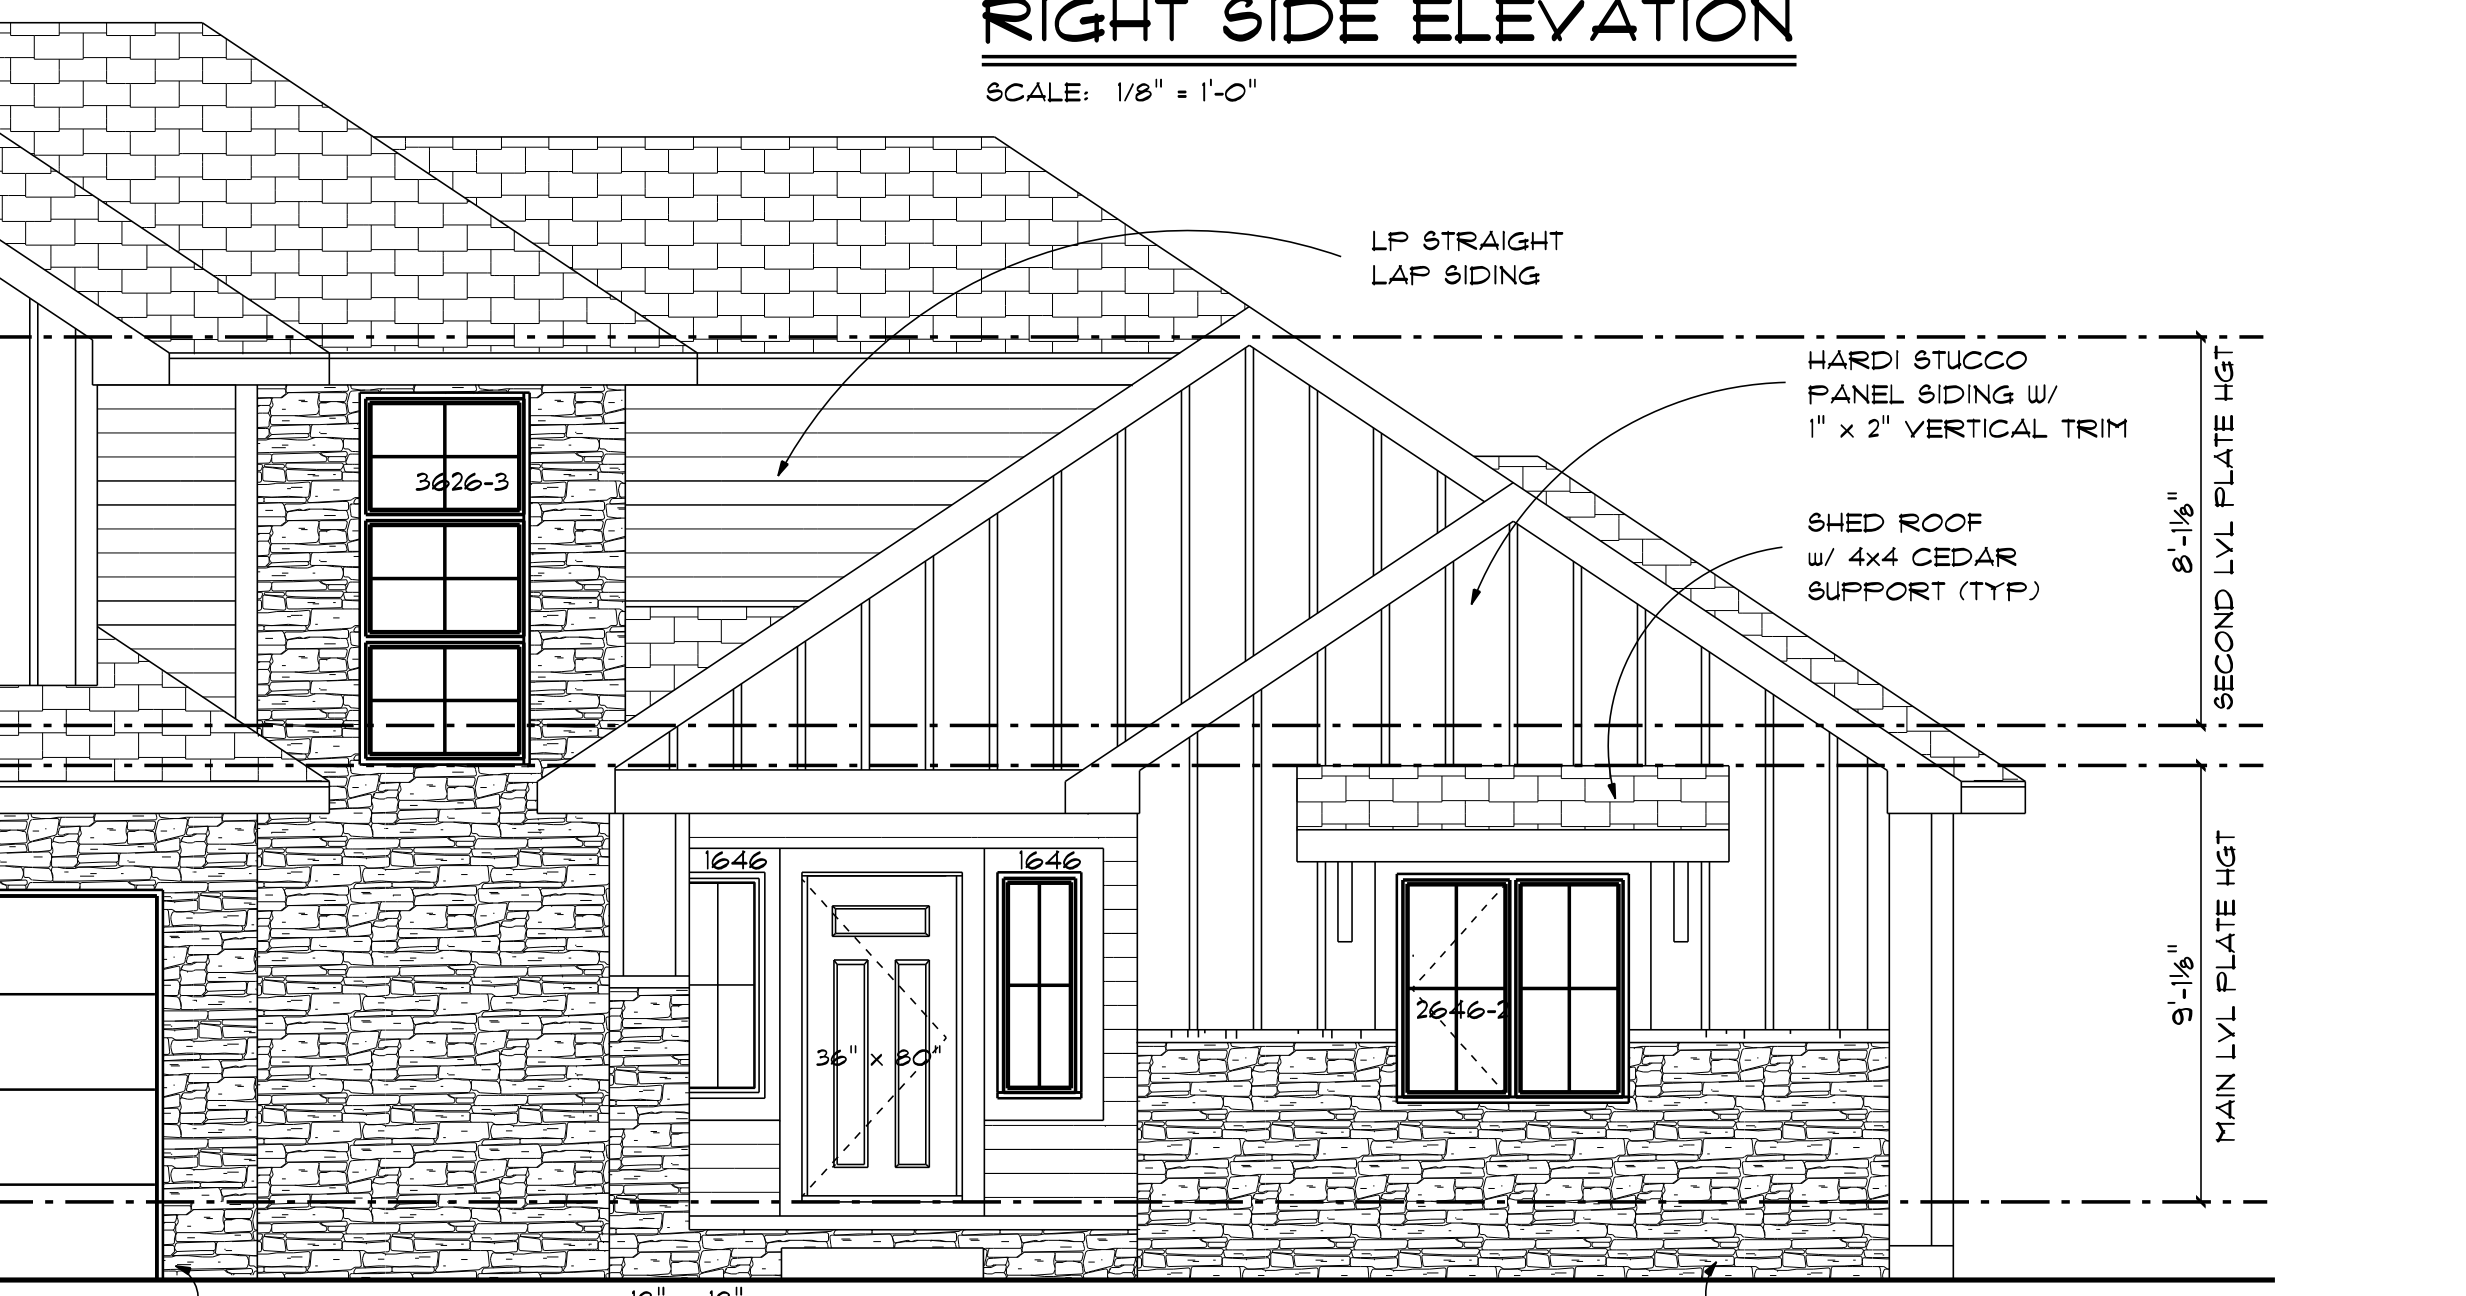 RIGHT SIDE ELEVATION
SCALE: 1/8" = 1'-0"
LP STRAIGHT
LAP SIDING
HARDI STUCCO
PANEL SIDING W/
1" x 2" VERTICAL TRIM
SHED ROOF
w/ 4x4 CEDAR
SUPPORT (TYP.)
8'-1⅛"
SECOND LVL PLATE HGT
3626-3
1646
1646
36" x 80"
2646-2
9'-1⅛"
MAIN LVL PLATE HGT